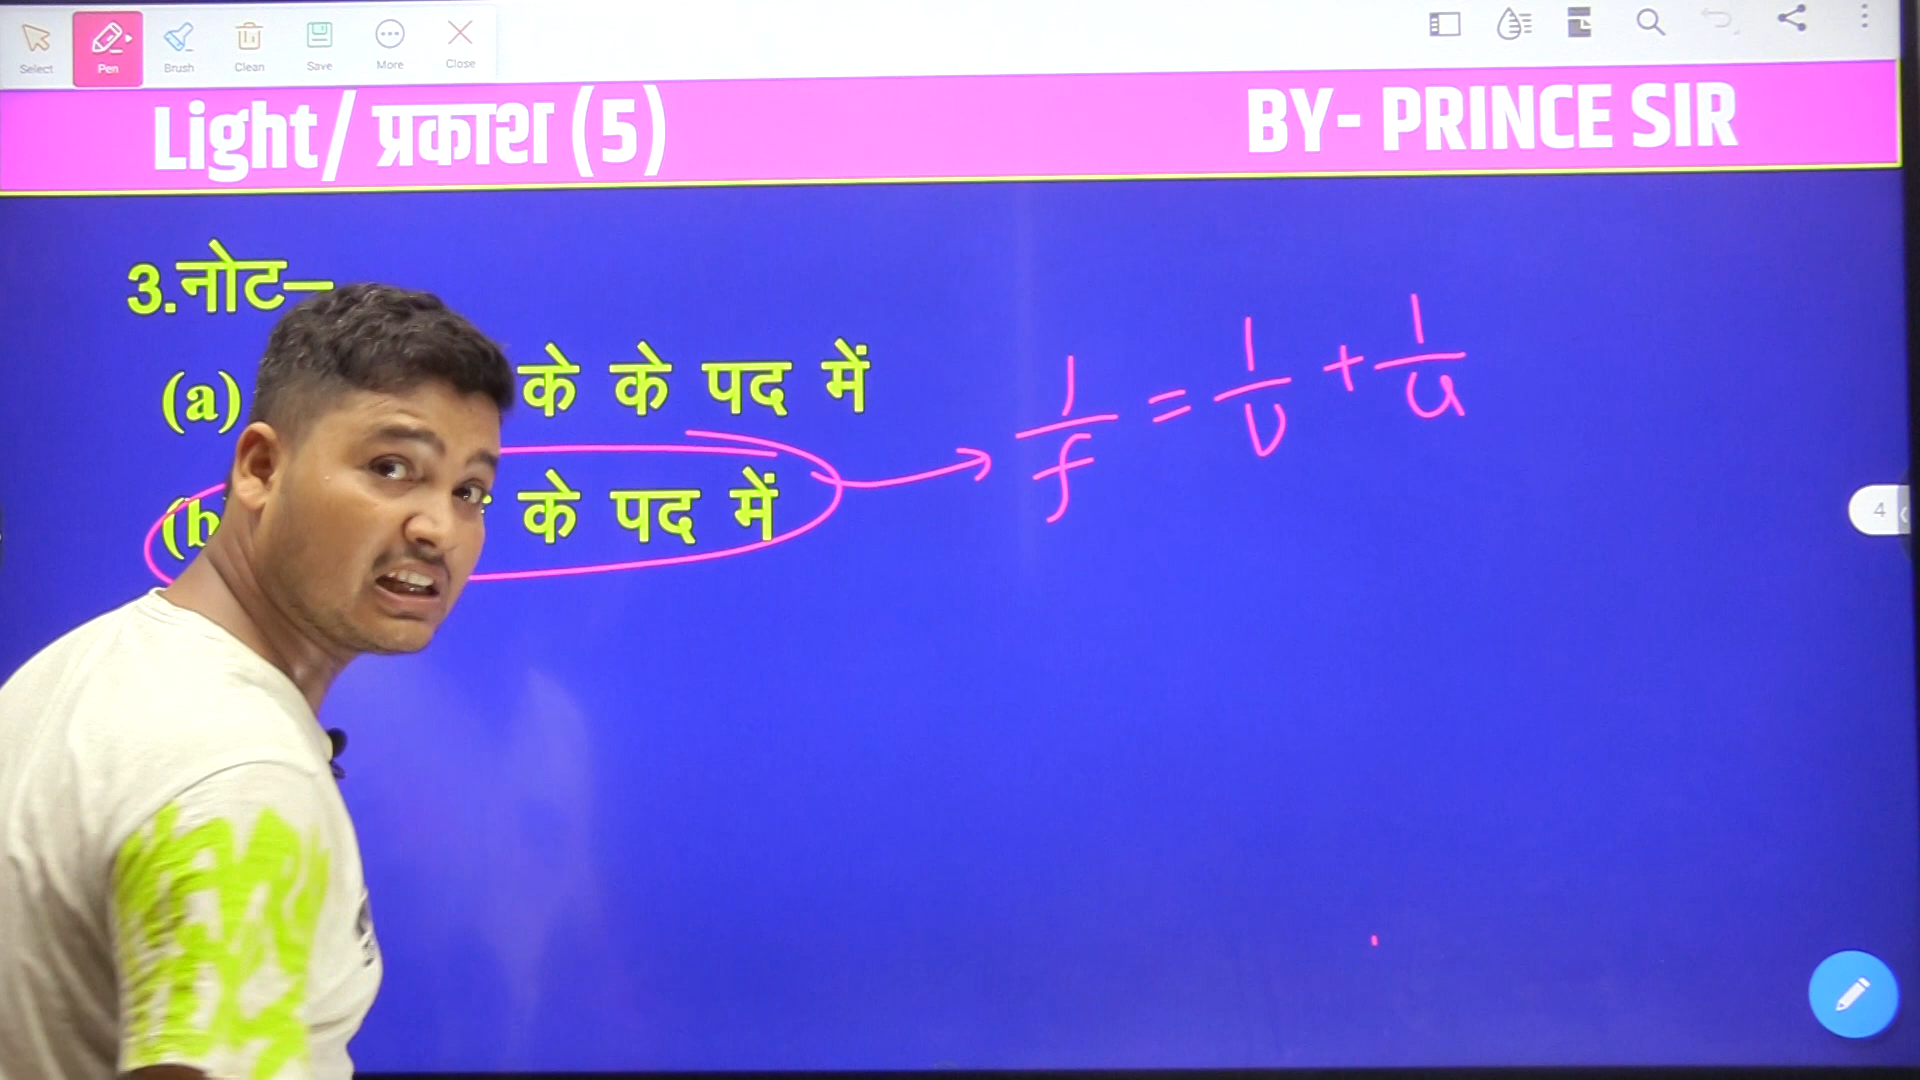 Select Pen Brush Clean Save More Close
Light/ प्रकाश (5) BY- PRINCE SIR
3.नोट–
(a) के के पद में
(b के पद में
1/f = 1/v + 1/u
4